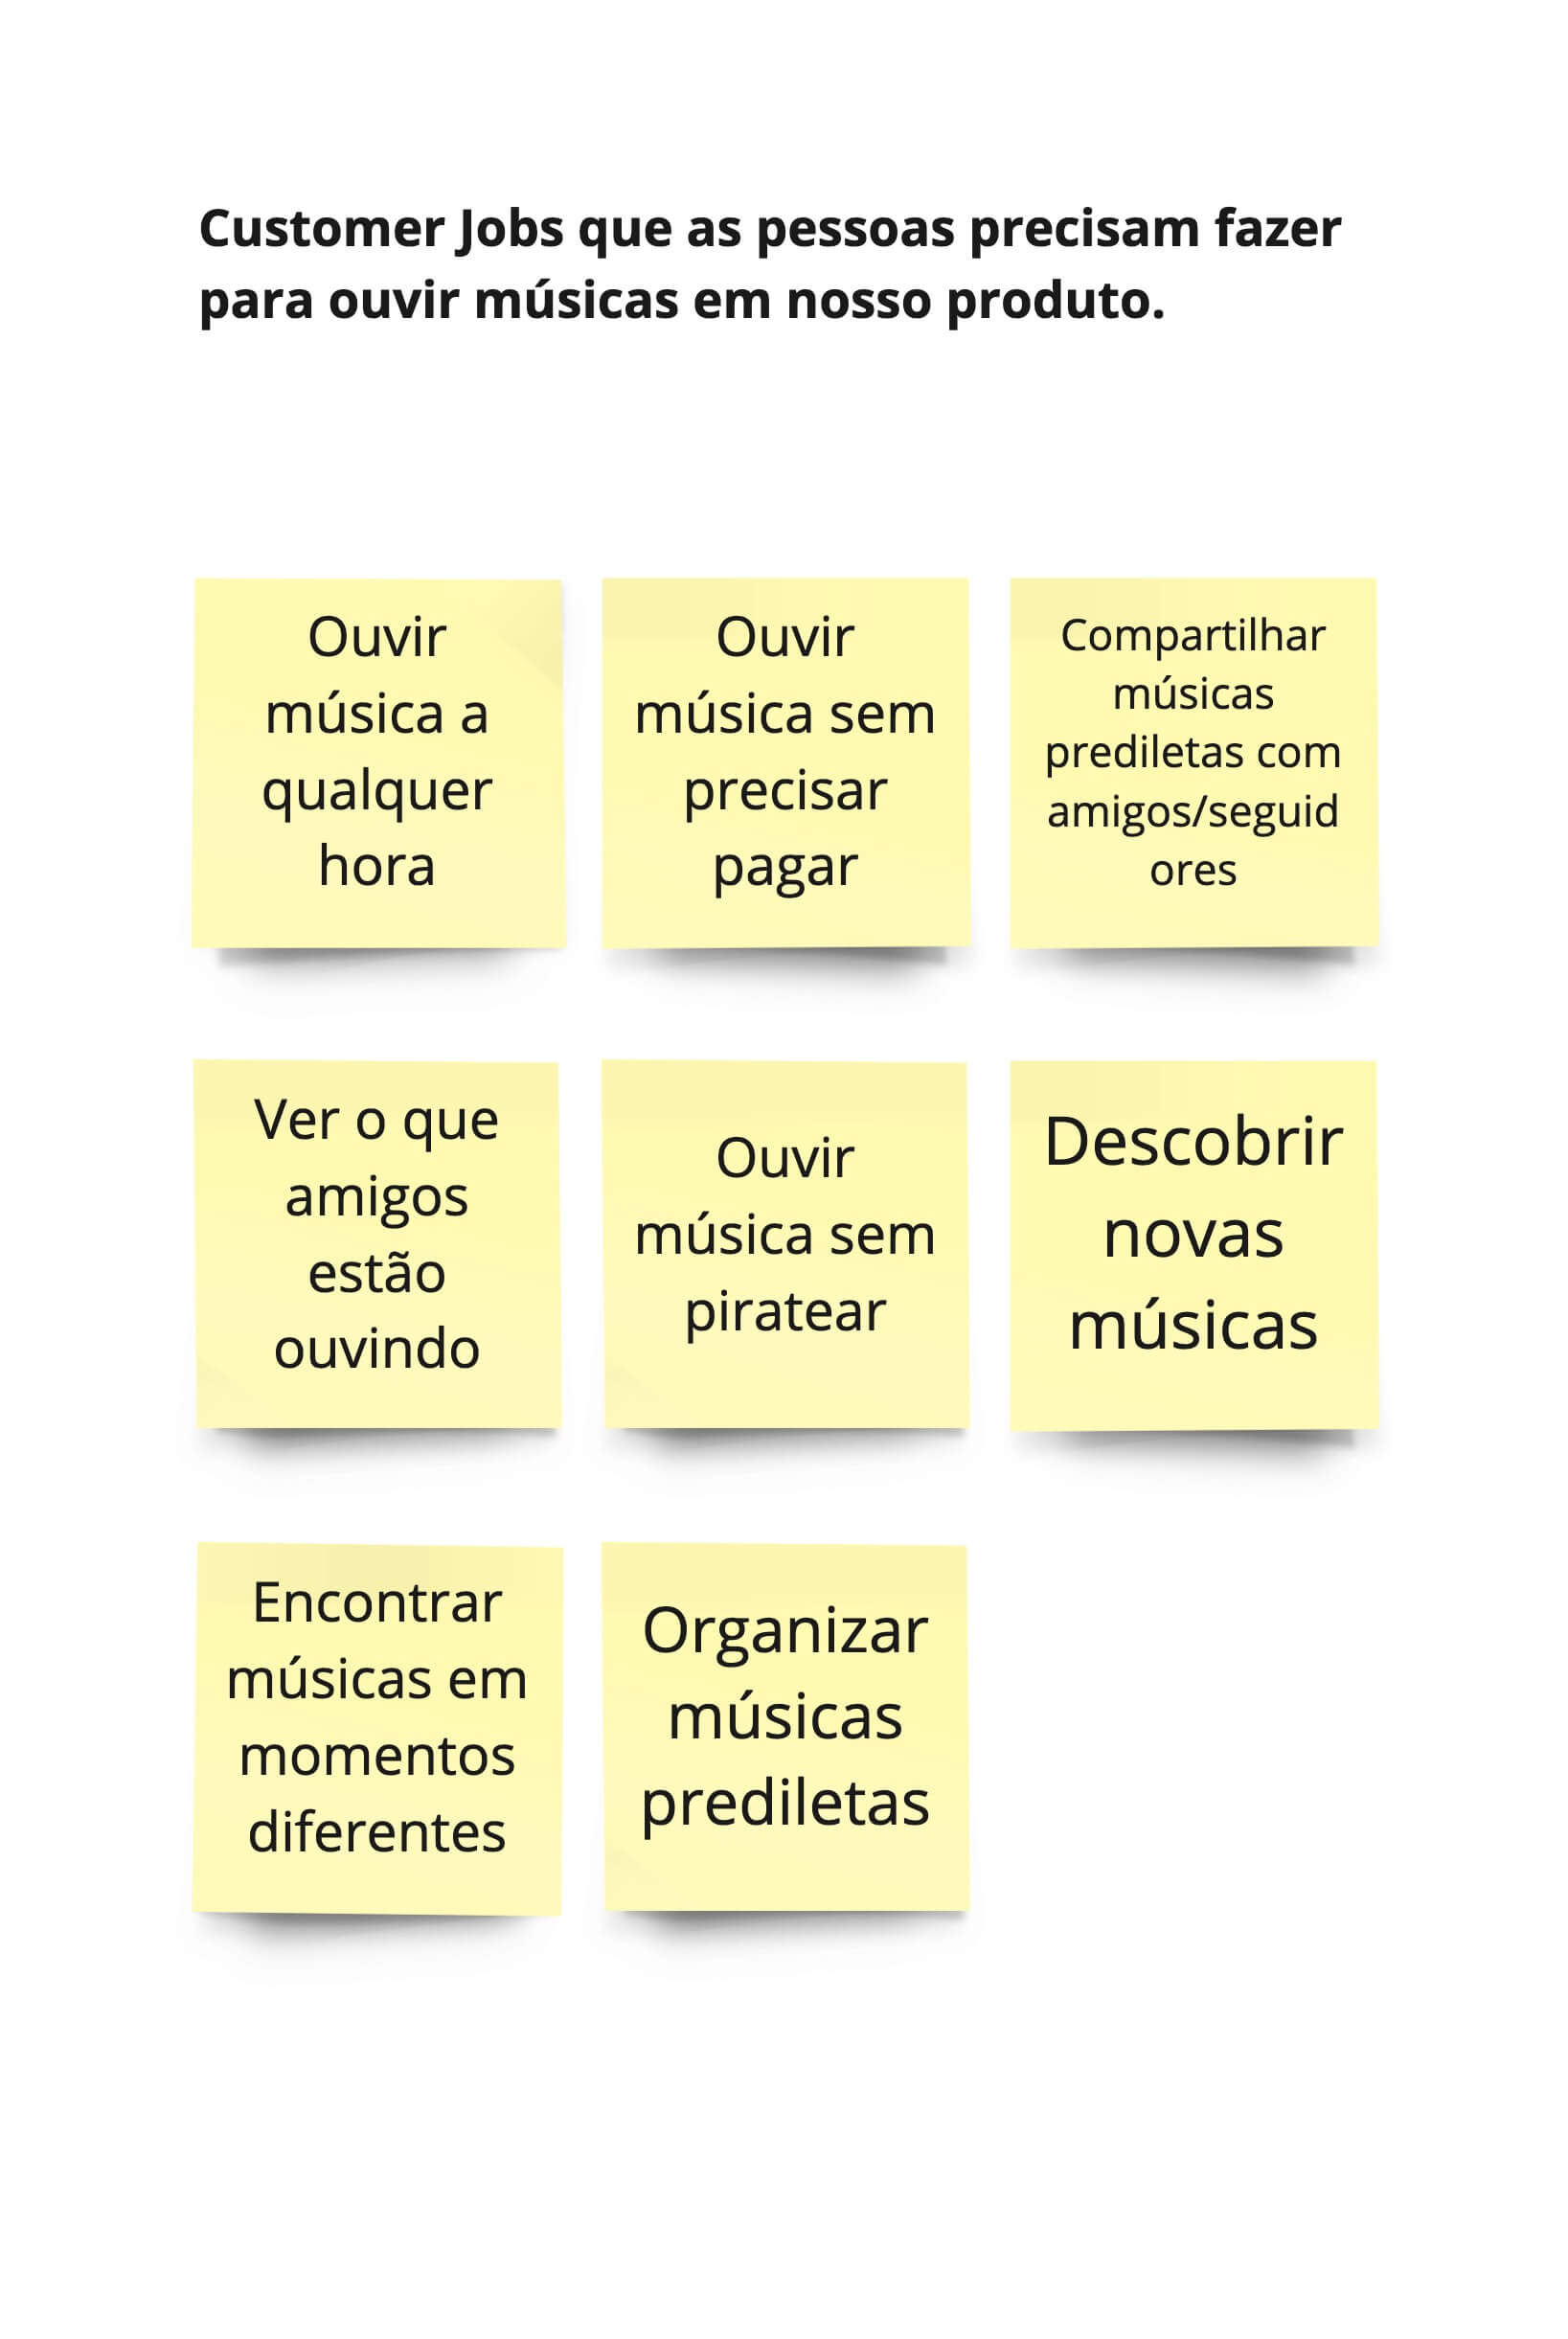 Customer Jobs que as pessoas precisam fazer
para ouvir músicas em nosso produto.
Ouvir
música a
qualquer
hora
Ouvir
música sem
precisar
pagar
Compartilhar
músicas
prediletas com
amigos/seguid
ores
Ver o que
amigos
estão
ouvindo
Ouvir
música sem
piratear
Descobrir
novas
músicas
Encontrar
músicas em
momentos
diferentes
Organizar
músicas
prediletas